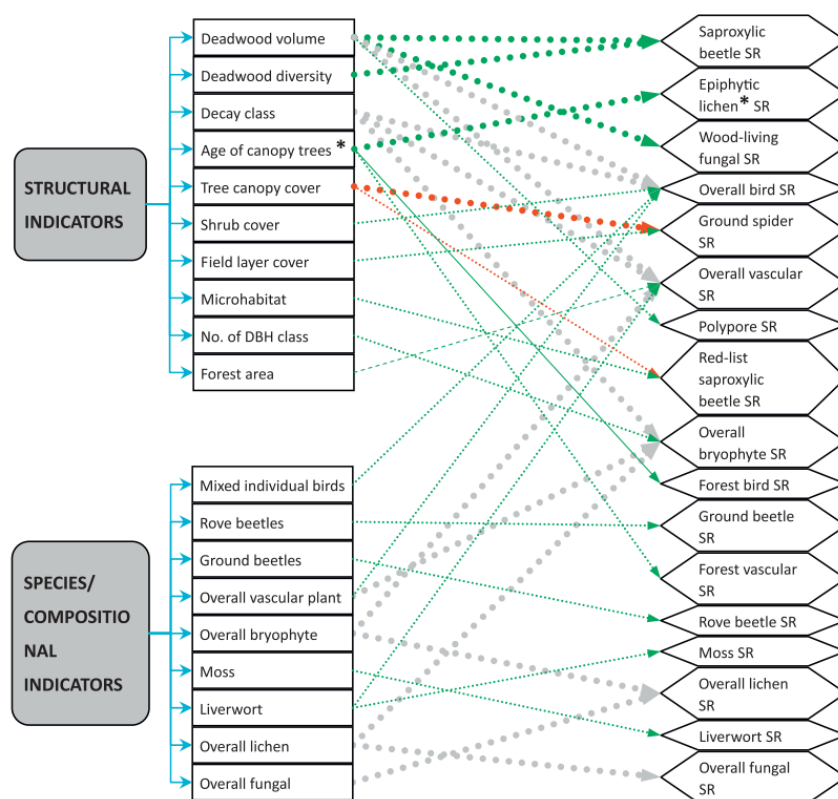 STRUCTURAL
INDICATORS
Deadwood volume
Deadwood diversity
Decay class
Age of canopy trees *
Tree canopy cover
Shrub cover
Field layer cover
Microhabitat
No. of DBH class
Forest area
SPECIES/
COMPOSITIO
NAL
INDICATORS
Mixed individual birds
Rove beetles
Ground beetles
Overall vascular plant
Overall bryophyte
Moss
Liverwort
Overall lichen
Overall fungal
Saproxylic
beetle SR
Epiphytic
lichen* SR
Wood-living
fungal SR
Overall bird SR
Ground spider
SR
Overall vascular
SR
Polypore SR
Red-list
saproxylic
beetle SR
Overall
bryophyte SR
Forest bird SR
Ground beetle
SR
Forest vascular
SR
Rove beetle SR
Moss SR
Overall lichen
SR
Liverwort SR
Overall fungal
SR